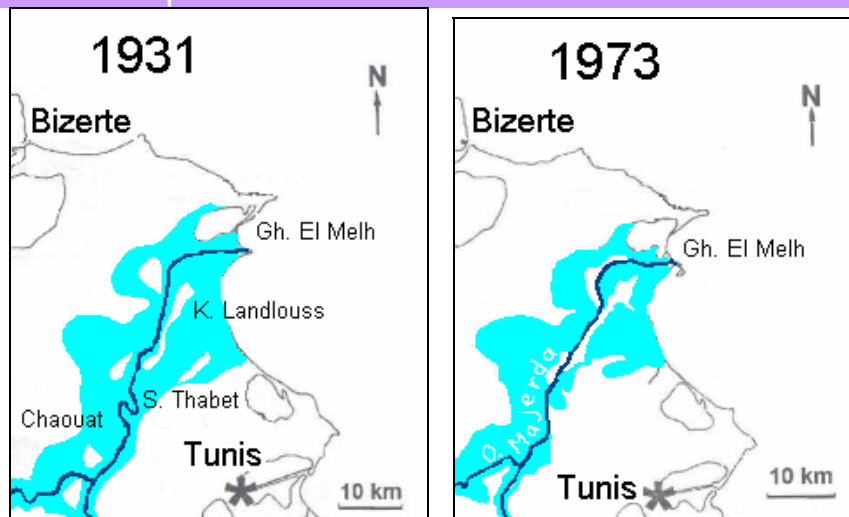 1931
N
Bizerte
Gh. El Melh
K. Landlouss
S. Thabet
Chaouat
Tunis
10 km
1973
N
Bizerte
Gh. El Melh
O. Majerda
Tunis
10 km